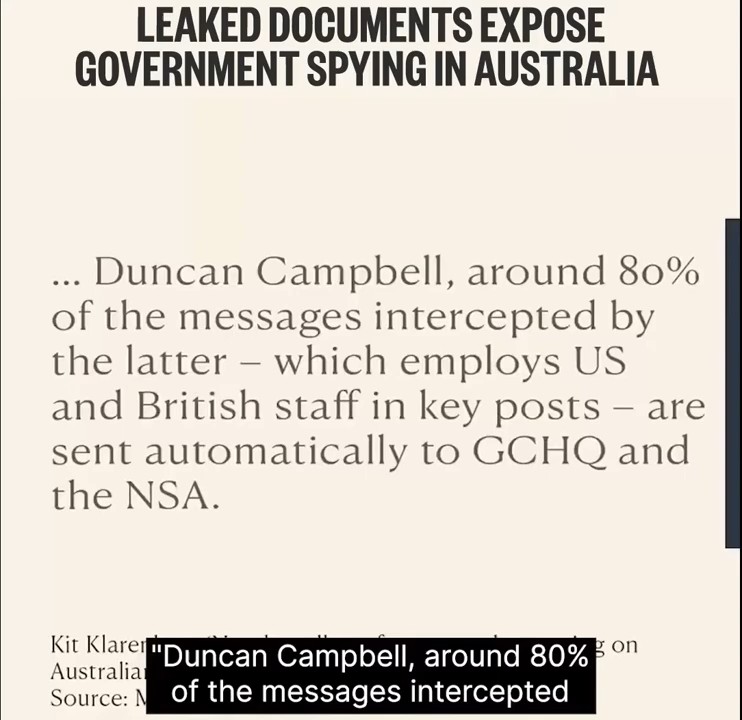 LEAKED DOCUMENTS EXPOSE
GOVERNMENT SPYING IN AUSTRALIA
... Duncan Campbell, around 80%
of the messages intercepted by
the latter – which employs US
and British staff in key posts – are
sent automatically to GCHQ and
the NSA.
Kit on
Source:
"Duncan Campbell, around 80%
of the messages intercepted